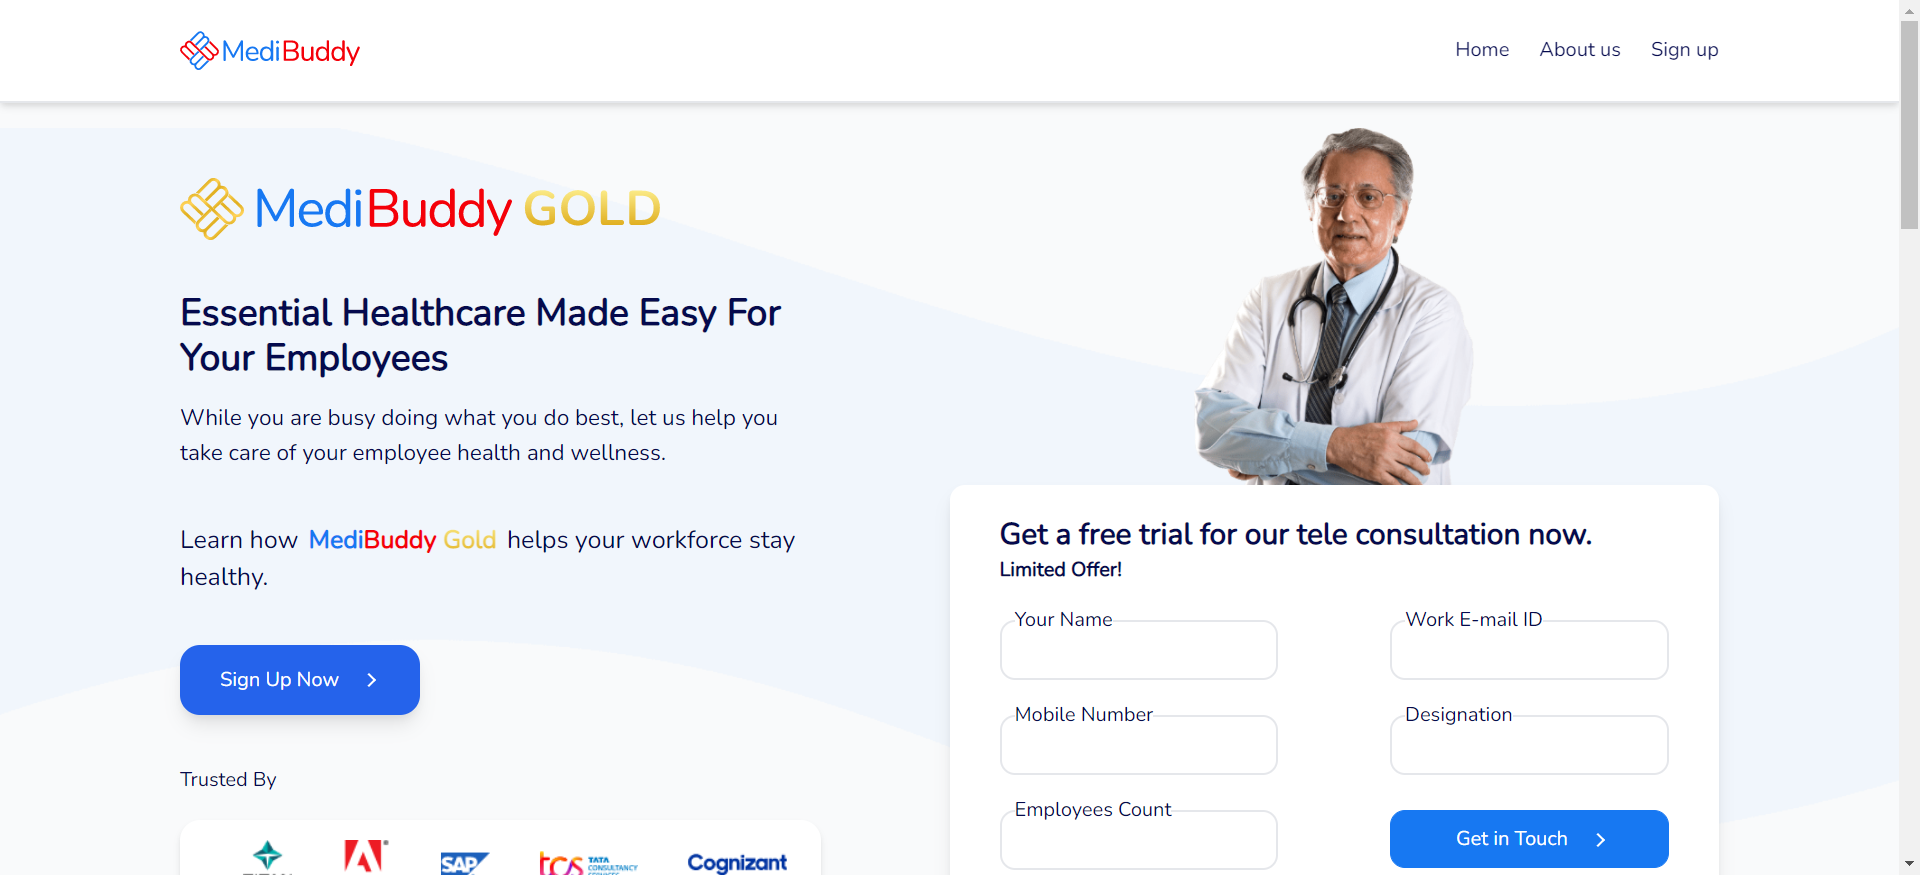 MediBuddy
Home
About us
Sign up
MediBuddy GOLD
Essential Healthcare Made Easy For
Your Employees
While you are busy doing what you do best, let us help you
take care of your employee health and wellness.
Learn how MediBuddy Gold helps your workforce stay
healthy.
Sign Up Now
Trusted By
SAP
tcs TATA
CONSULTANCY
Cognizant
Get a free trial for our tele consultation now.
Limited Offer!
Your Name
Work E-mail ID
Mobile Number
Designation
Employees Count
Get in Touch